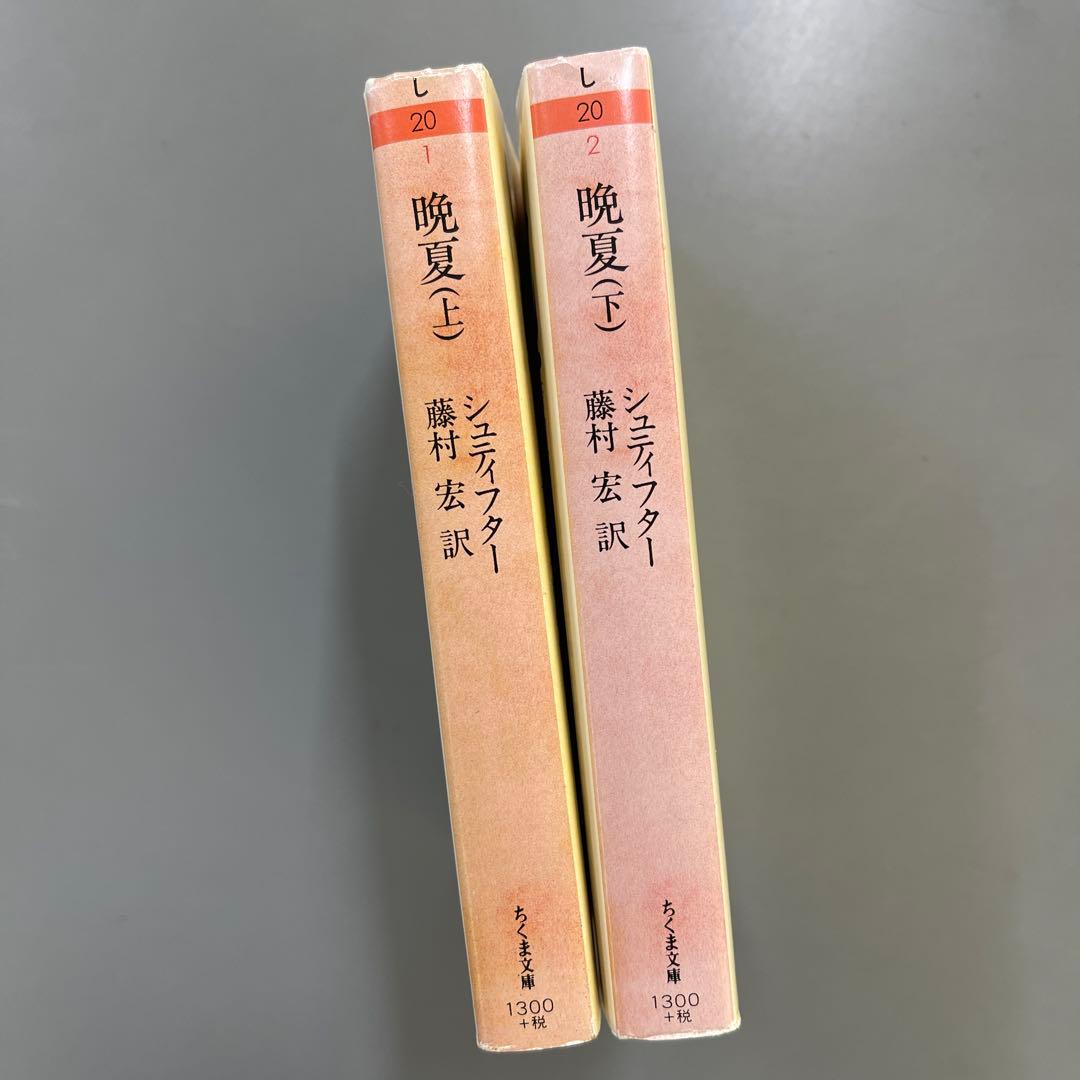 し
20
1
晩夏(上)
シュティフター
藤村 宏 訳
ちくま文庫
1300
+税
し
20
2
晩夏(下)
シュティフター
藤村 宏 訳
ちくま文庫
1300
+税